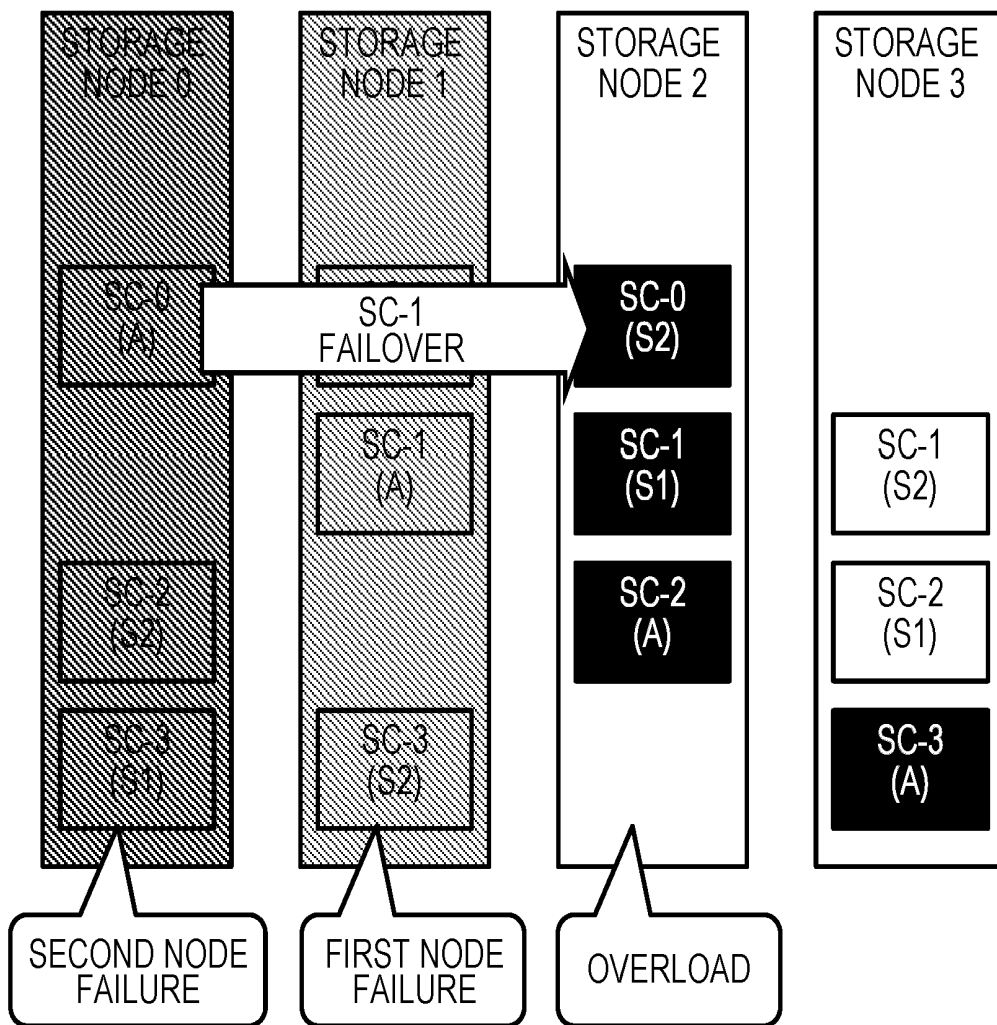 STORAGE
NODE 0
STORAGE
NODE 1
STORAGE
NODE 2
STORAGE
NODE 3
SC-0
(A)
SC-1
FAILOVER
SC-0
(S2)
SC-1
(A)
SC-1
(S1)
SC-1
(S2)
SC-2
(S2)
SC-2
(A)
SC-2
(S1)
SC-3
(S1)
SC-3
(S2)
SC-3
(A)
SECOND NODE
FAILURE
FIRST NODE
FAILURE
OVERLOAD